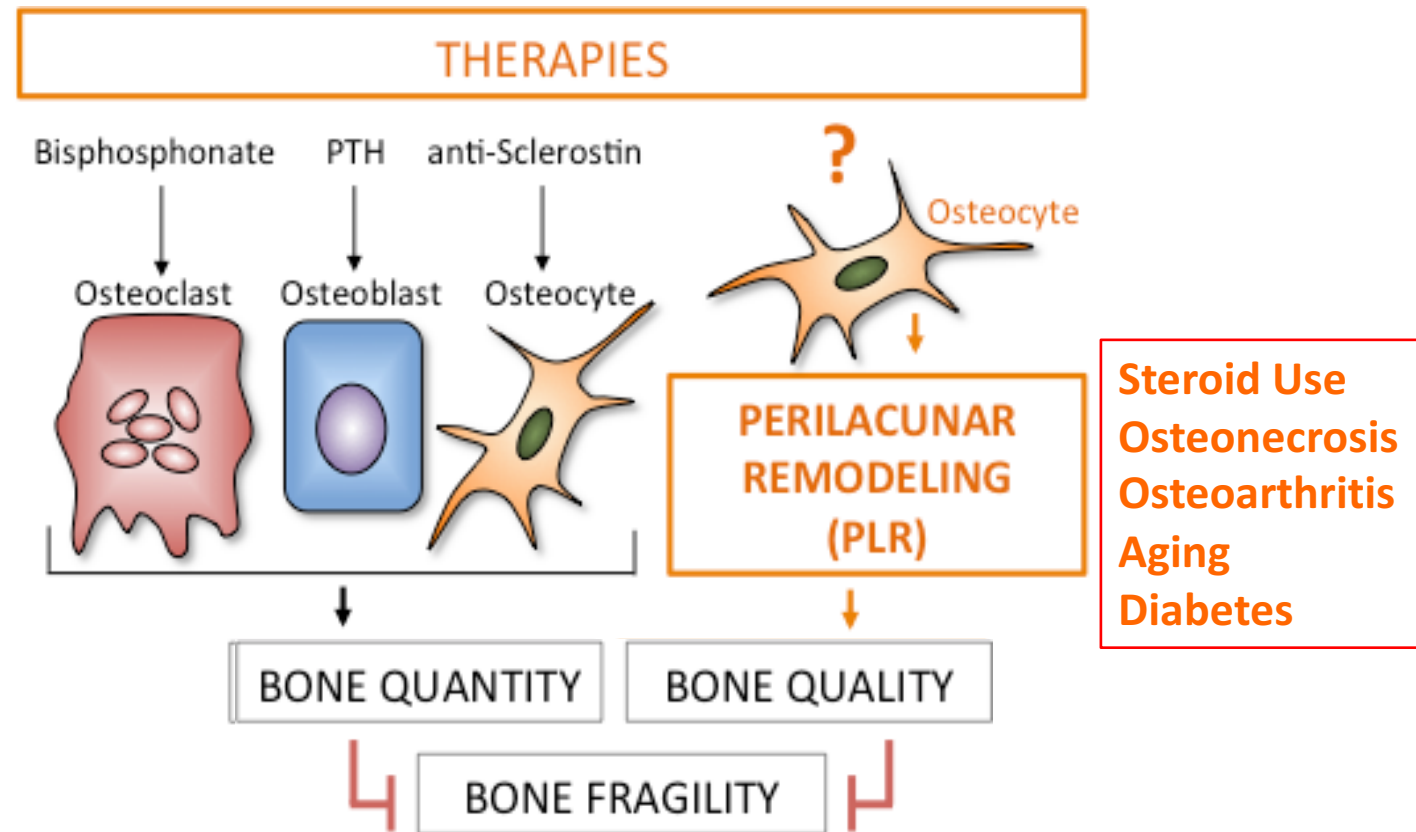 THERAPIES
Bisphosphonate PTH anti-Sclerostin ?
Osteocyte
Osteoclast Osteoblast Osteocyte
PERILACUNAR
REMODELING
(PLR)
Steroid Use
Osteonecrosis
Osteoarthritis
Aging
Diabetes
BONE QUANTITY BONE QUALITY
BONE FRAGILITY